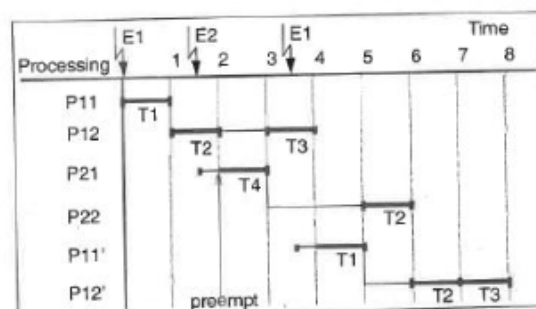 E1 E2 E1 Time
Processing 1 2 3 4 5 6 7 8
P11 T1
P12 T2 T3
P21 T4
P22 T2
P11' T1
P12' T2 T3
preempt